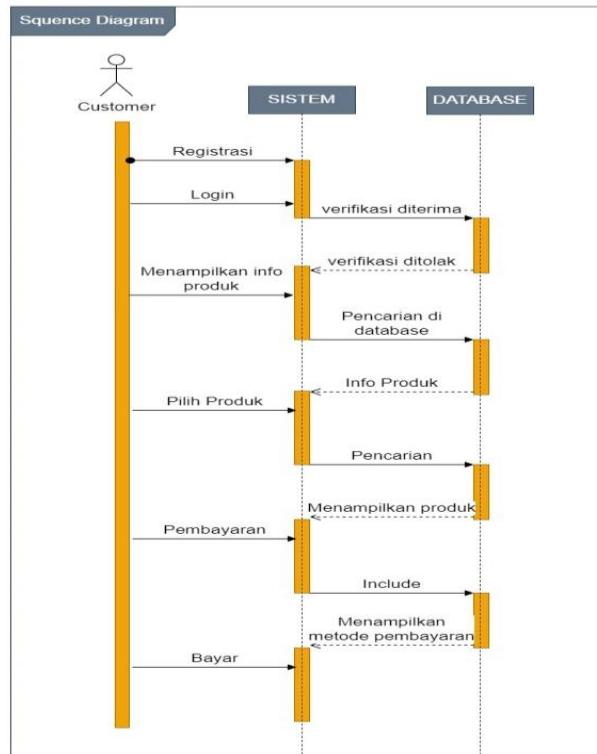 Squence Diagram
Customer
SISTEM
DATABASE
Registrasi
Login
verifikasi diterima
verifikasi ditolak
Menampilkan info
produk
Pencarian di
database
Info Produk
Pilih Produk
Pencarian
Menampilkan produk
Pembayaran
Include
Menampilkan
metode pembayaran
Bayar